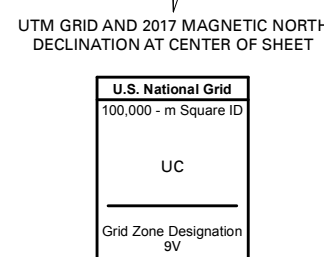 UTM GRID AND 2017 MAGNETIC NORTH
DECLINATION AT CENTER OF SHEET
U.S. National Grid
100,000 - m Square ID
UC
Grid Zone Designation
9V